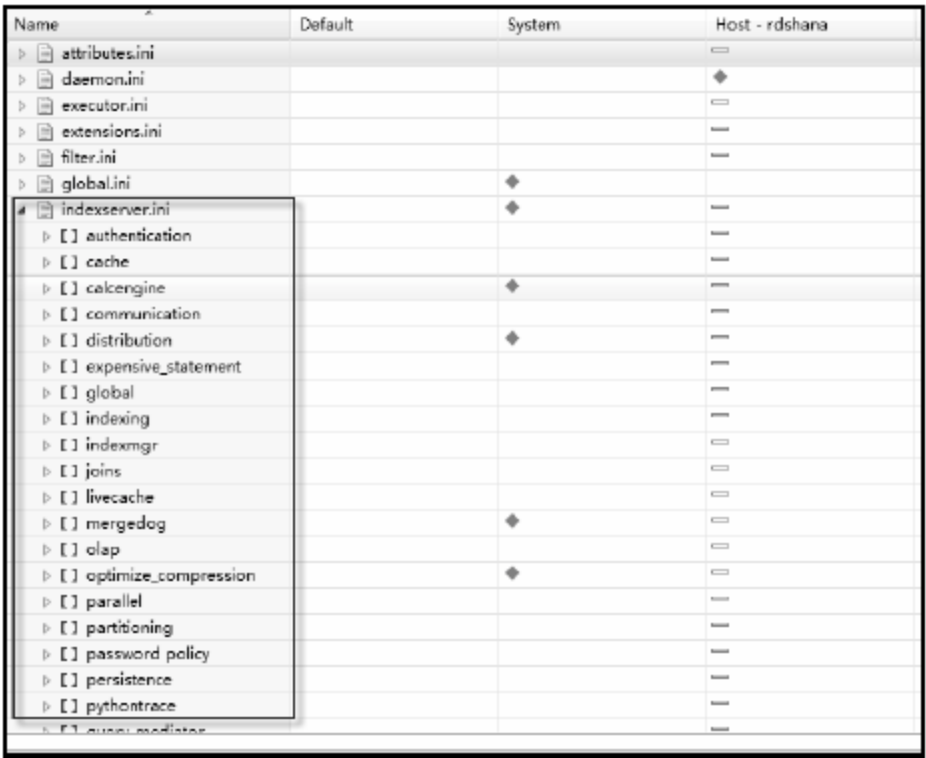 Name Default System Host - rdshana
attributes.ini
daemon.ini
executor.ini
extensions.ini
filter.ini
global.ini
indexserver.ini
[ ] authentication
[ ] cache
[ ] calcengine
[ ] communication
[ ] distribution
[ ] expensive_statement
[ ] global
[ ] indexing
[ ] indexmgr
[ ] joins
[ ] livecache
[ ] mergedog
[ ] olap
[ ] optimize_compression
[ ] parallel
[ ] partitioning
[ ] password policy
[ ] persistence
[ ] pythontrace